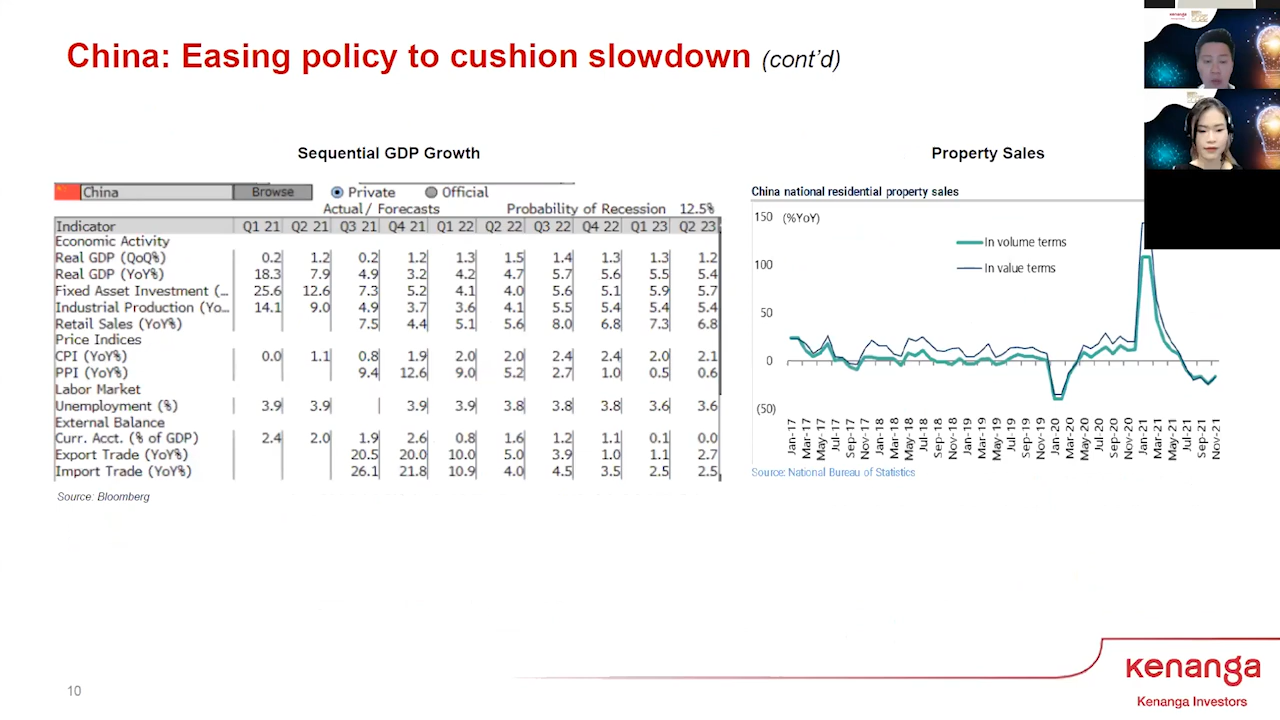 China: Easing policy to cushion slowdown (cont'd)
Sequential GDP Growth
China Browse Private Official
Actual/ Forecasts Probability of Recession 12.5%
Indicator Q1 21 Q2 21 Q3 21 Q4 21 Q1 22 Q2 22 Q3 22 Q4 22 Q1 23 Q2 23
Economic Activity
Real GDP (QoQ%) 0.2 1.2 0.2 1.2 1.3 1.5 1.4 1.3 1.3 1.2
Real GDP (YoY%) 18.3 7.9 4.9 3.2 4.2 4.7 5.7 5.6 5.5 5.4
Fixed Asset Investment (... 25.6 12.6 7.3 5.2 4.1 4.0 5.6 5.1 5.9 5.7
Industrial Production (Yo... 14.1 9.0 4.9 3.7 3.6 4.1 5.5 5.4 5.4 5.4
Retail Sales (YoY%) 7.5 4.4 5.1 5.6 8.0 6.8 7.3 6.8
Price Indices
CPI (YoY%) 0.0 1.1 0.8 1.9 2.0 2.0 2.4 2.4 2.0 2.1
PPI (YoY%) 9.4 12.6 9.0 5.2 2.7 1.0 0.5 0.6
Labor Market
Unemployment (%) 3.9 3.9 3.9 3.9 3.8 3.8 3.8 3.6 3.6
External Balance
Curr. Acct. (% of GDP) 2.4 2.0 1.9 2.6 0.8 1.6 1.2 1.1 0.1 0.0
Export Trade (YoY%) 20.5 20.0 10.0 5.0 3.9 1.0 1.1 2.7
Import Trade (YoY%) 26.1 21.8 10.9 4.0 4.5 3.5 2.5 2.5
Source: Bloomberg
Property Sales
China national residential property sales
(%YoY)
150
100
50
0
(50)
In volume terms
In value terms
Jan-17 Mar-17 May-17 Jul-17 Sep-17 Nov-17 Jan-18 Mar-18 May-18 Jul-18 Sep-18 Nov-18 Jan-19 Mar-19 May-19 Jul-19 Sep-19 Nov-19 Jan-20 Mar-20 May-20 Jul-20 Sep-20 Nov-20 Jan-21 Mar-21 May-21 Jul-21 Sep-21 Nov-21
Source: National Bureau of Statistics
kenanga
10
kenanga
Kenanga Investors